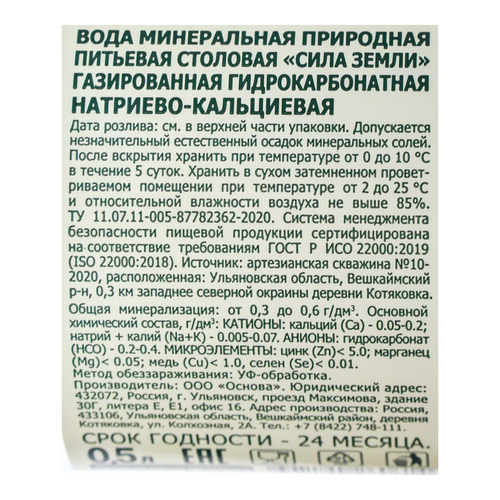 ВОДА МИНЕРАЛЬНАЯ ПРИРОДНАЯ
ПИТЬЕВАЯ СТОЛОВАЯ «СИЛА ЗЕМЛИ»
ГАЗИРОВАННАЯ ГИДРОКАРБОНАТНАЯ
НАТРИЕВО-КАЛЬЦИЕВАЯ
Дата розлива: см. в верхней части упаковки. Допускается
незначительный естественный осадок минеральных солей.
После вскрытия хранить при температуре от 0 до 10 °С
в течение 5 суток. Хранить в сухом затемненном провет-
риваемом помещении при температуре от 2 до 25 °С
и относительной влажности воздуха не выше 85%.
ТУ 11.07.11-005-87782362-2020. Система менеджмента
безопасности пищевой продукции сертифицирована
на соответствие требованиям ГОСТ Р ИСО 22000:2019
(ISO 22000:2018). Источник: артезианская скважина №10-
2020, расположенная: Ульяновская область, Вешкаймский
р-н, 0,3 км западнее северной окраины деревни Котяковка.
Общая минерализация: от 0,3 до 0,6 г/дм³. Основной
химический состав, г/дм³: КАТИОНЫ: кальций (Ca) - 0.05-0.2;
натрий + калий (Na+K) - 0.005-0.07. АНИОНЫ: гидрокарбонат
(HCO) - 0.2-0.4. МИКРОЭЛЕМЕНТЫ: цинк (Zn)< 5.0; марганец
(Mg)< 0.05; медь (Cu)< 1.0, селен (Se)< 0.01.
Метод обеззараживания: УФ-обработка.
Производитель: ООО «Основа». Юридический адрес:
432072, Россия, г. Ульяновск, проезд Максимова, здание
30Г, литера Е, Е1, офис 16. Адрес производства: Россия,
433106, Ульяновская область, Вешкаймский район, деревня
Котяковка, ул. Колхозная, 2А. Тел.: +7 (8422) 748-111.
СРОК ГОДНОСТИ - 24 МЕСЯЦА.
0,5л EAC